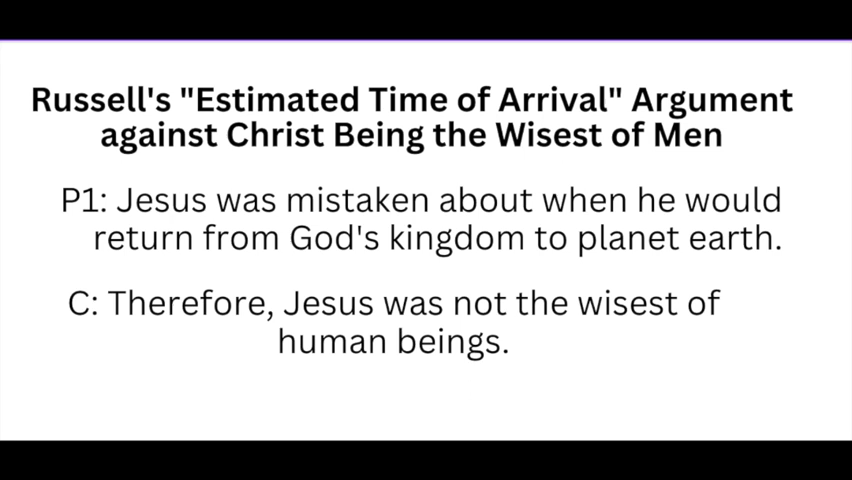 Russell's "Estimated Time of Arrival" Argument
against Christ Being the Wisest of Men
P1: Jesus was mistaken about when he would
return from God's kingdom to planet earth.
C: Therefore, Jesus was not the wisest of
human beings.